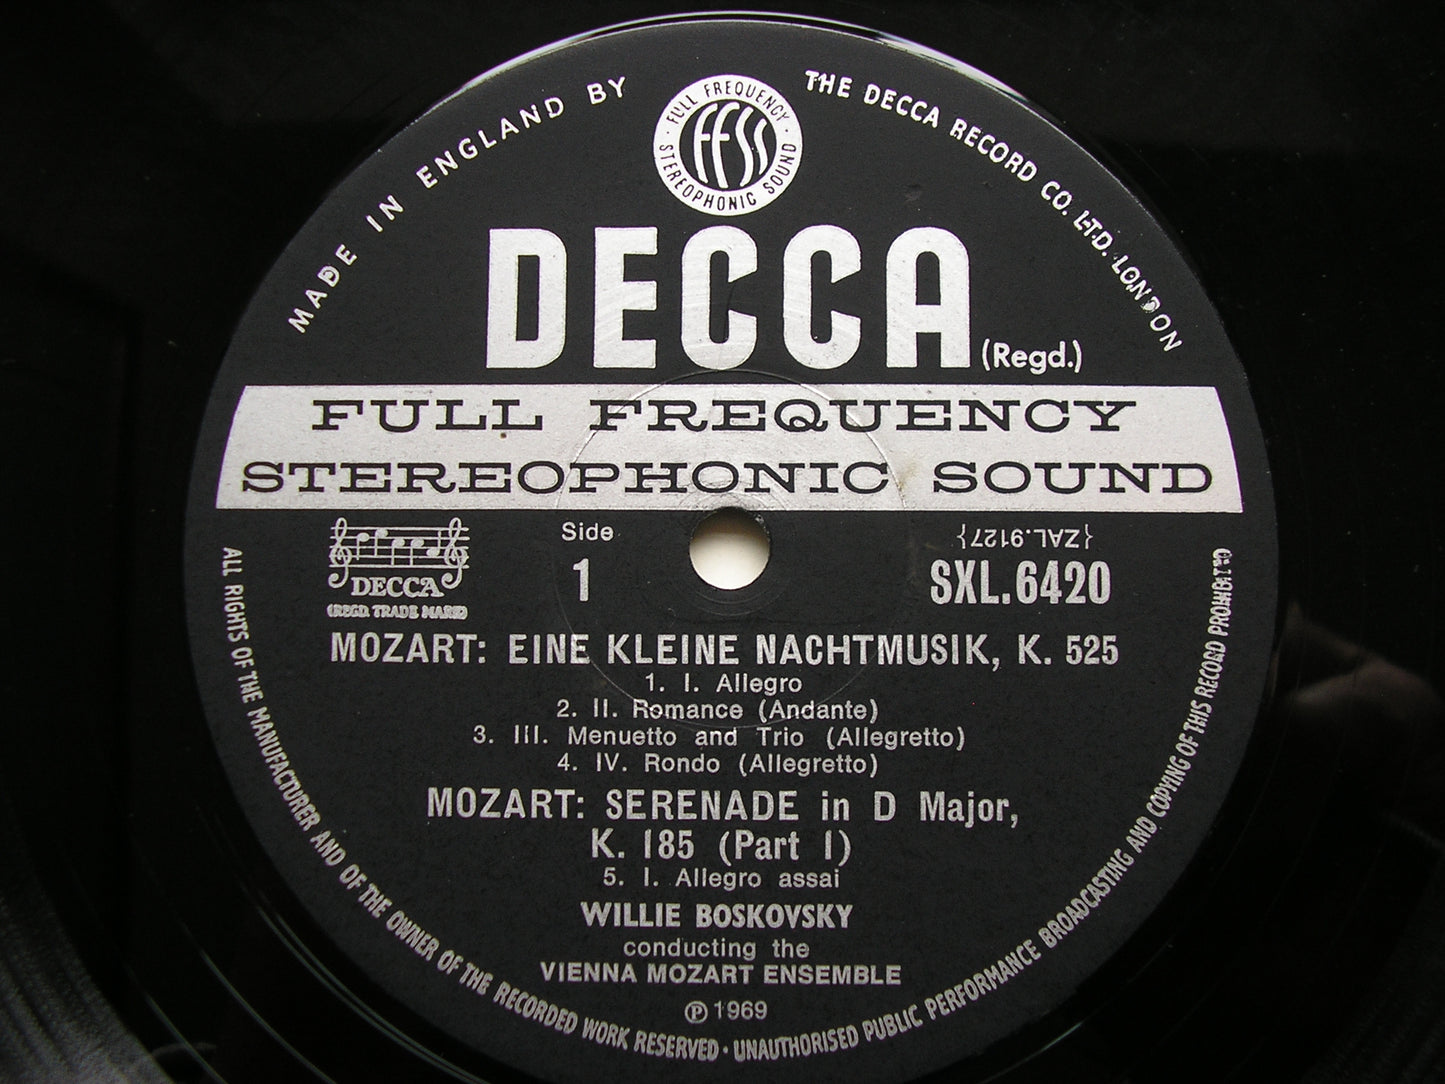 MADE IN ENGLAND BY
THE DECCA RECORD CO. LTD. LONDON
FULL FREQUENCY
FFSS
STEREOPHONIC SOUND
DECCA
(Regd.)
FULL FREQUENCY
STEREOPHONIC SOUND
DECCA
(REGD. TRADE MARK)
Side
1
{ZAL.9127}
SXL.6420
MOZART: EINE KLEINE NACHTMUSIK, K. 525
1. I. Allegro
2. II. Romance (Andante)
3. III. Menuetto and Trio (Allegretto)
4. IV. Rondo (Allegretto)
MOZART: SERENADE in D Major,
K. 185 (Part I)
5. I. Allegro assai
WILLIE BOSKOVSKY
conducting the
VIENNA MOZART ENSEMBLE
Ⓟ 1969
ALL RIGHTS OF THE MANUFACTURER AND OF THE OWNER OF THE RECORDED WORK RESERVED · UNAUTHORISED PUBLIC PERFORMANCE BROADCASTING AND COPYING OF THIS RECORD PROHIBITED